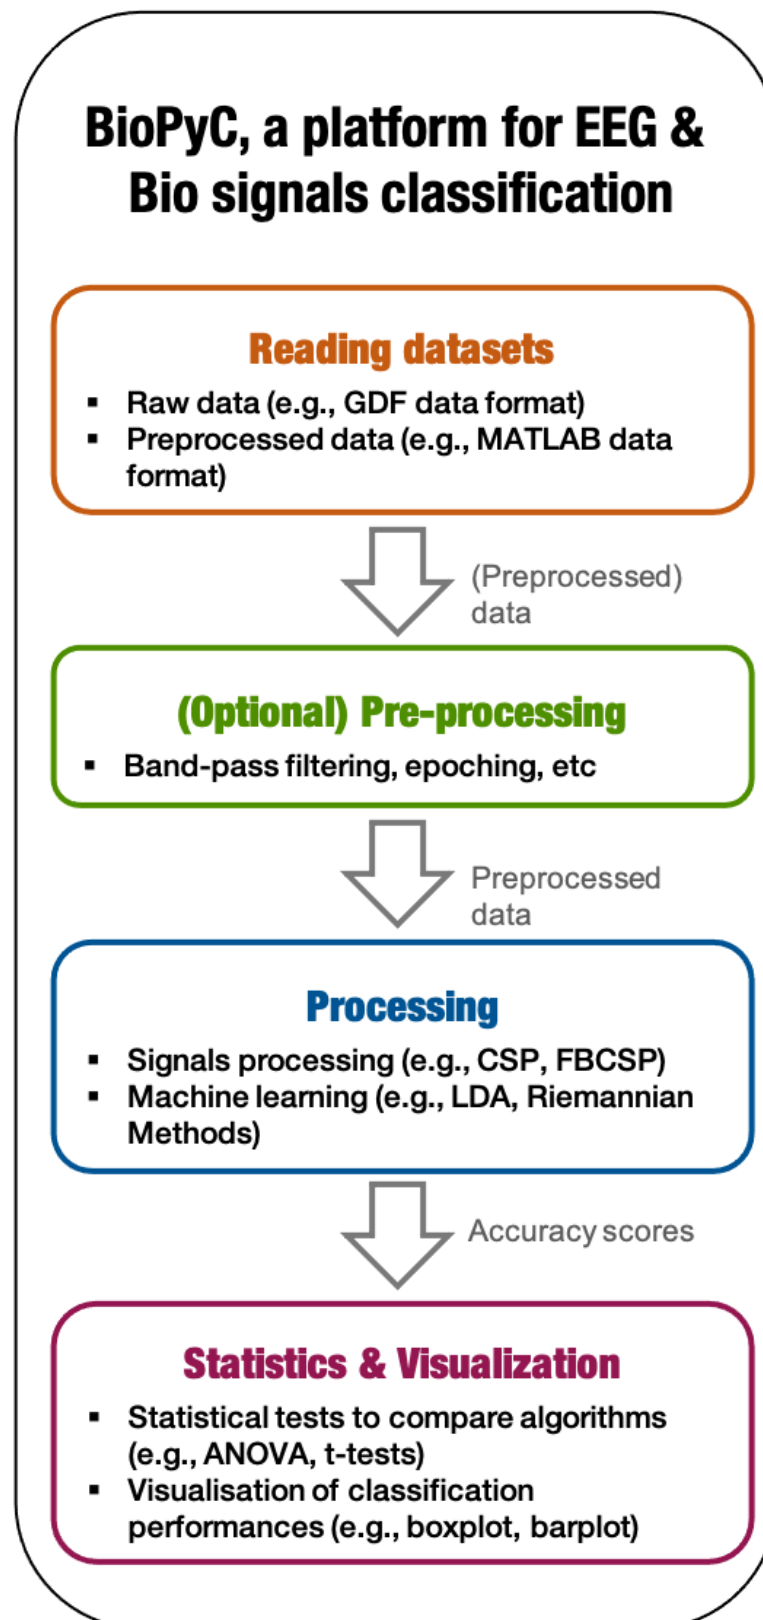 BioPyC, a platform for EEG &
Bio signals classification
Reading datasets
▪ Raw data (e.g., GDF data format)
▪ Preprocessed data (e.g., MATLAB data
format)
(Preprocessed)
data
(Optional) Pre-processing
▪ Band-pass filtering, epoching, etc
Preprocessed
data
Processing
▪ Signals processing (e.g., CSP, FBCSP)
▪ Machine learning (e.g., LDA, Riemannian
Methods)
Accuracy scores
Statistics & Visualization
▪ Statistical tests to compare algorithms
(e.g., ANOVA, t-tests)
▪ Visualisation of classification
performances (e.g., boxplot, barplot)